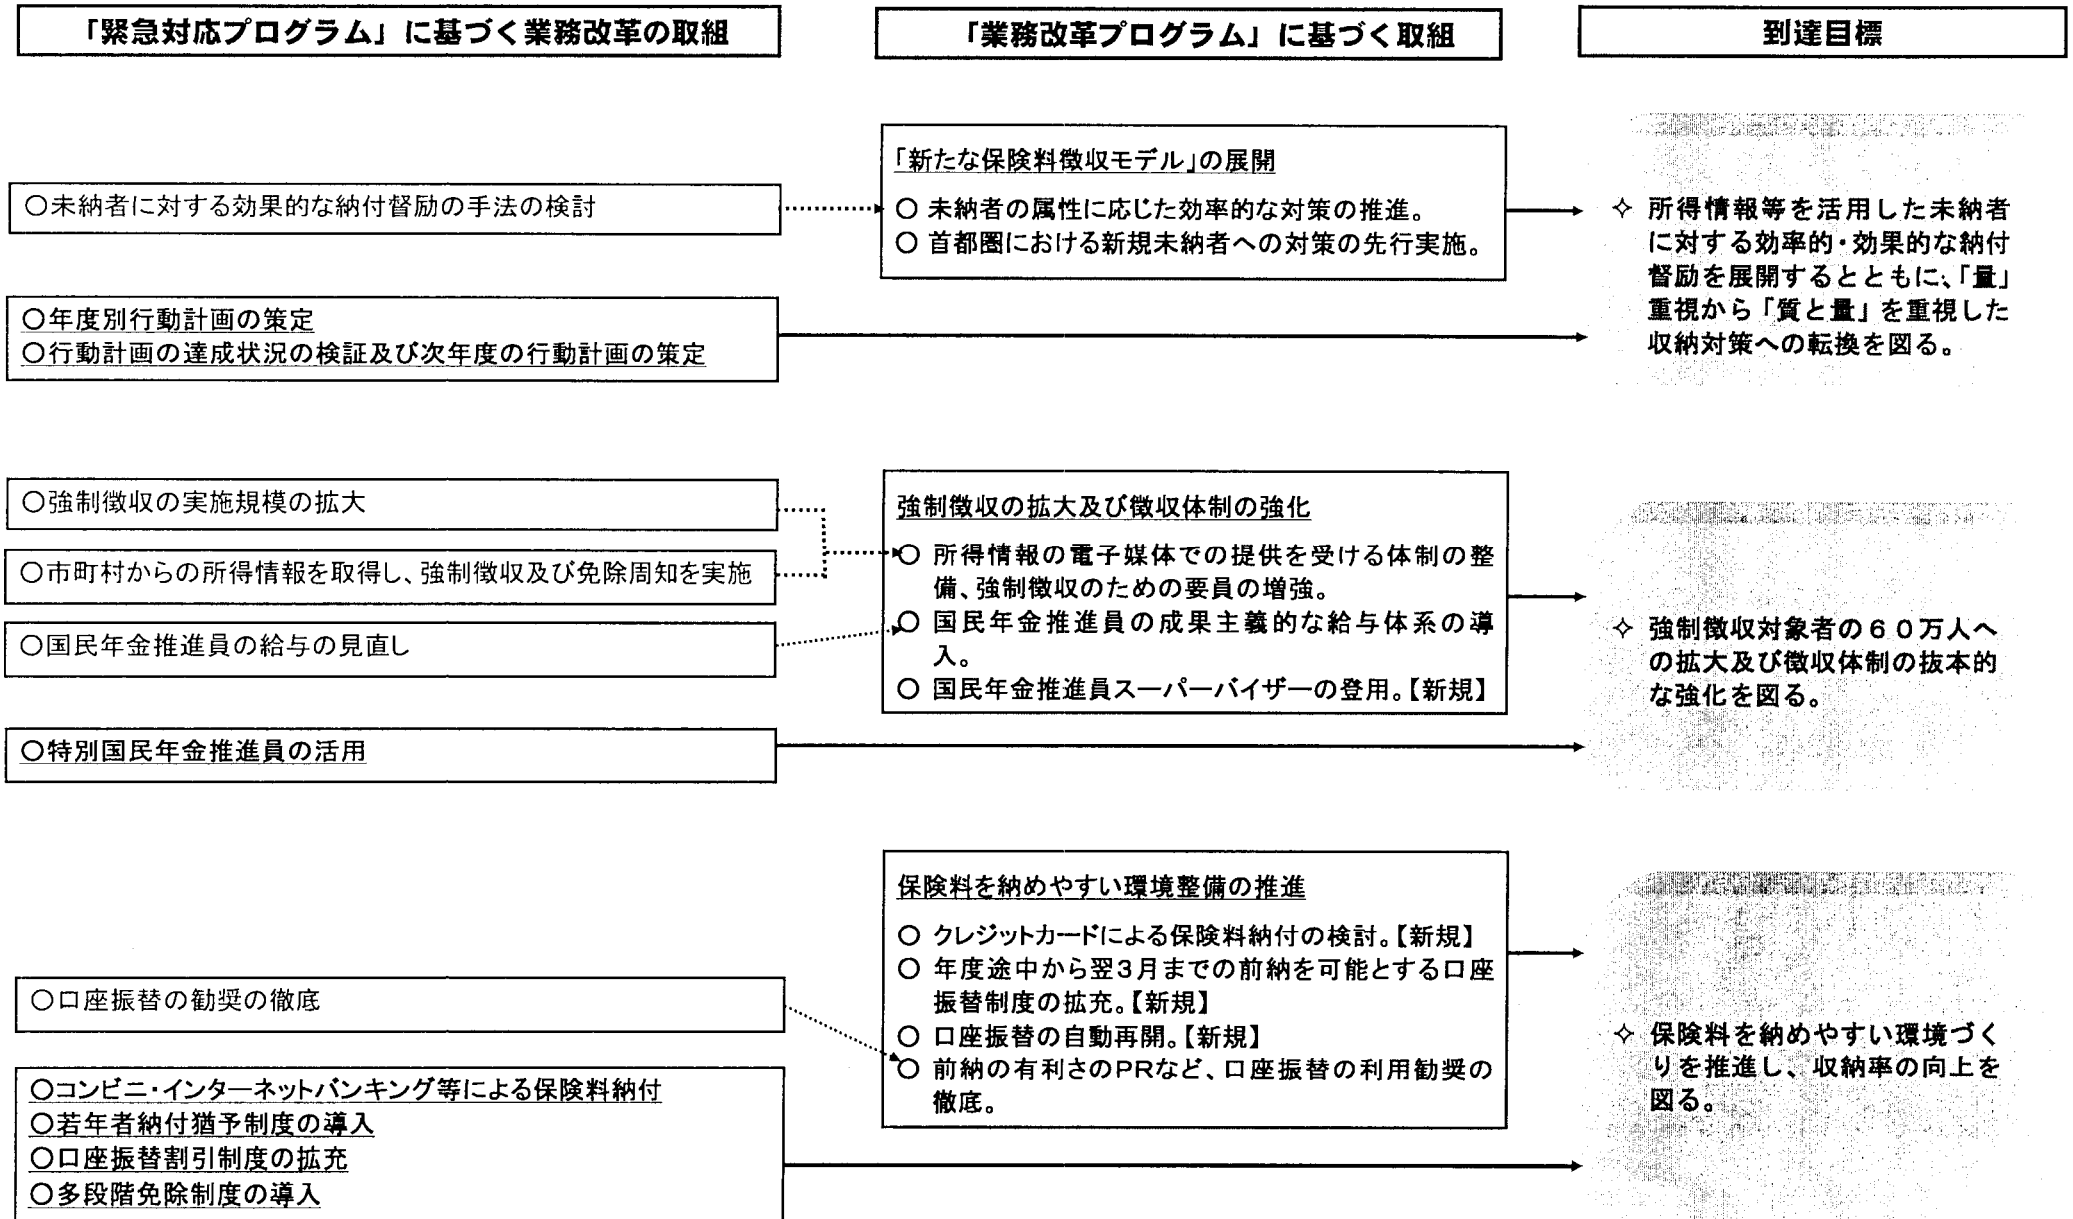 「緊急対応プログラム」に基づく業務改革の取組
「業務改革プログラム」に基づく取組
到達目標
○未納者に対する効果的な納付督励の手法の検討
○年度別行動計画の策定
○行動計画の達成状況の検証及び次年度の行動計画の策定
「新たな保険料徴収モデル」の展開
○ 未納者の属性に応じた効率的な対策の推進。
○ 首都圏における新規未納者への対策の先行実施。
✧ 所得情報等を活用した未納者
に対する効率的・効果的な納付
督励を展開するとともに、「量」
重視から「質と量」を重視した
収納対策への転換を図る。
○強制徴収の実施規模の拡大
○市町村からの所得情報を取得し、強制徴収及び免除周知を実施
○国民年金推進員の給与の見直し
○特別国民年金推進員の活用
強制徴収の拡大及び徴収体制の強化
○ 所得情報の電子媒体での提供を受ける体制の整
備、強制徴収のための要員の増強。
○ 国民年金推進員の成果主義的な給与体系の導
入。
○ 国民年金推進員スーパーバイザーの登用。【新規】
✧ 強制徴収対象者の60万人へ
の拡大及び徴収体制の抜本的
な強化を図る。
○口座振替の勧奨の徹底
○コンビニ・インターネットバンキング等による保険料納付
○若年者納付猶予制度の導入
○口座振替割引制度の拡充
○多段階免除制度の導入
保険料を納めやすい環境整備の推進
○ クレジットカードによる保険料納付の検討。【新規】
○ 年度途中から翌3月までの前納を可能とする口座
振替制度の拡充。【新規】
○ 口座振替の自動再開。【新規】
○ 前納の有利さのPRなど、口座振替の利用勧奨の
徹底。
✧ 保険料を納めやすい環境づく
りを推進し、収納率の向上を
図る。